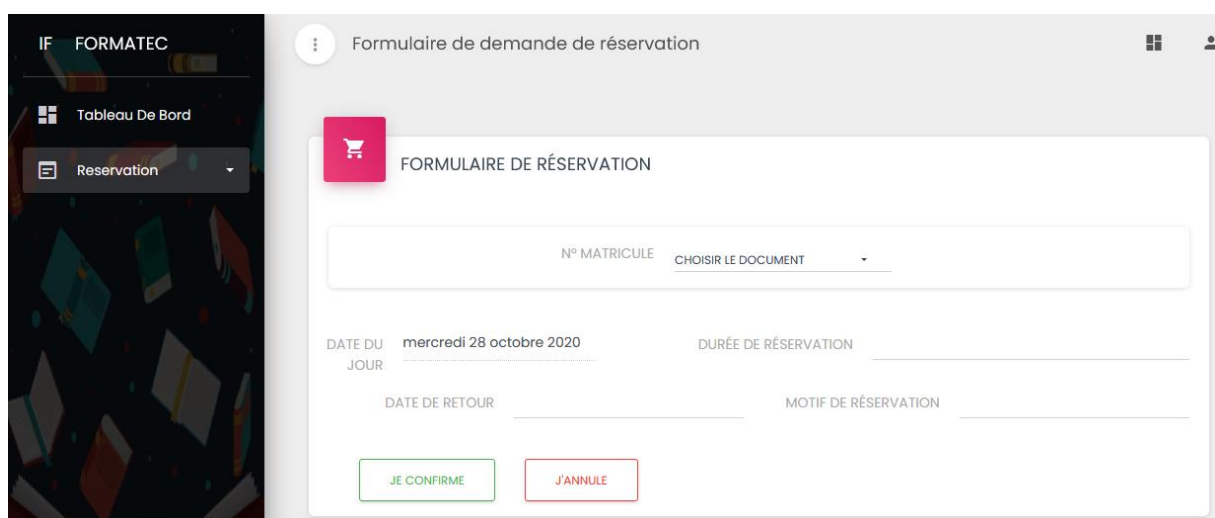 IF FORMATEC
Tableau De Bord
Reservation
Formulaire de demande de réservation
FORMULAIRE DE RÉSERVATION
N° MATRICULE CHOISIR LE DOCUMENT
DATE DU JOUR mercredi 28 octobre 2020 DURÉE DE RÉSERVATION
DATE DE RETOUR MOTIF DE RÉSERVATION
JE CONFIRME J'ANNULE